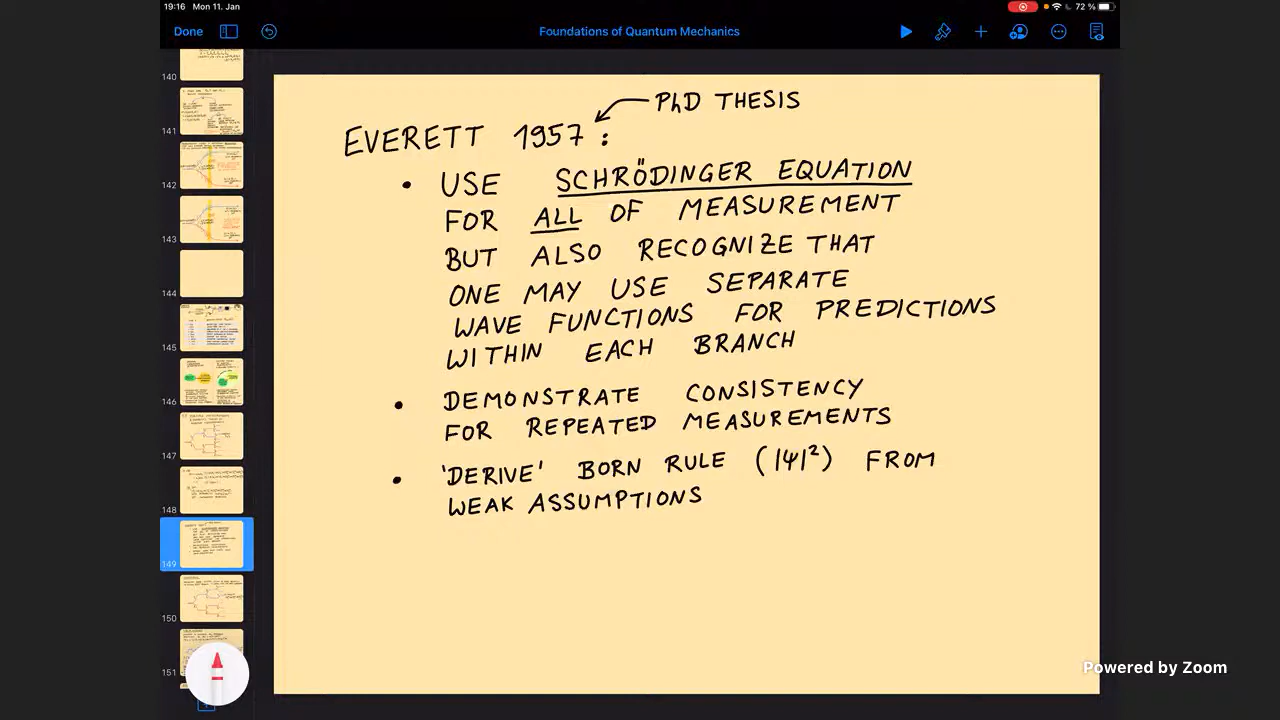 19:16 Mon 11. Jan
72 %
Done
Foundations of Quantum Mechanics
PhD THESIS
EVERETT 1957:
• USE SCHRÖDINGER EQUATION
FOR ALL OF MEASUREMENT
BUT ALSO RECOGNIZE THAT
ONE MAY USE SEPARATE
WAVE FUNCTIONS FOR PREDICTIONS
WITHIN EACH BRANCH
• DEMONSTRATE CONSISTENCY
FOR REPEATED MEASUREMENTS
• 'DERIVE' BORN RULE (|Ψ|²) FROM
WEAK ASSUMPTIONS
140
141
142
143
144
145
146
147
148
149
150
151
Powered by Zoom